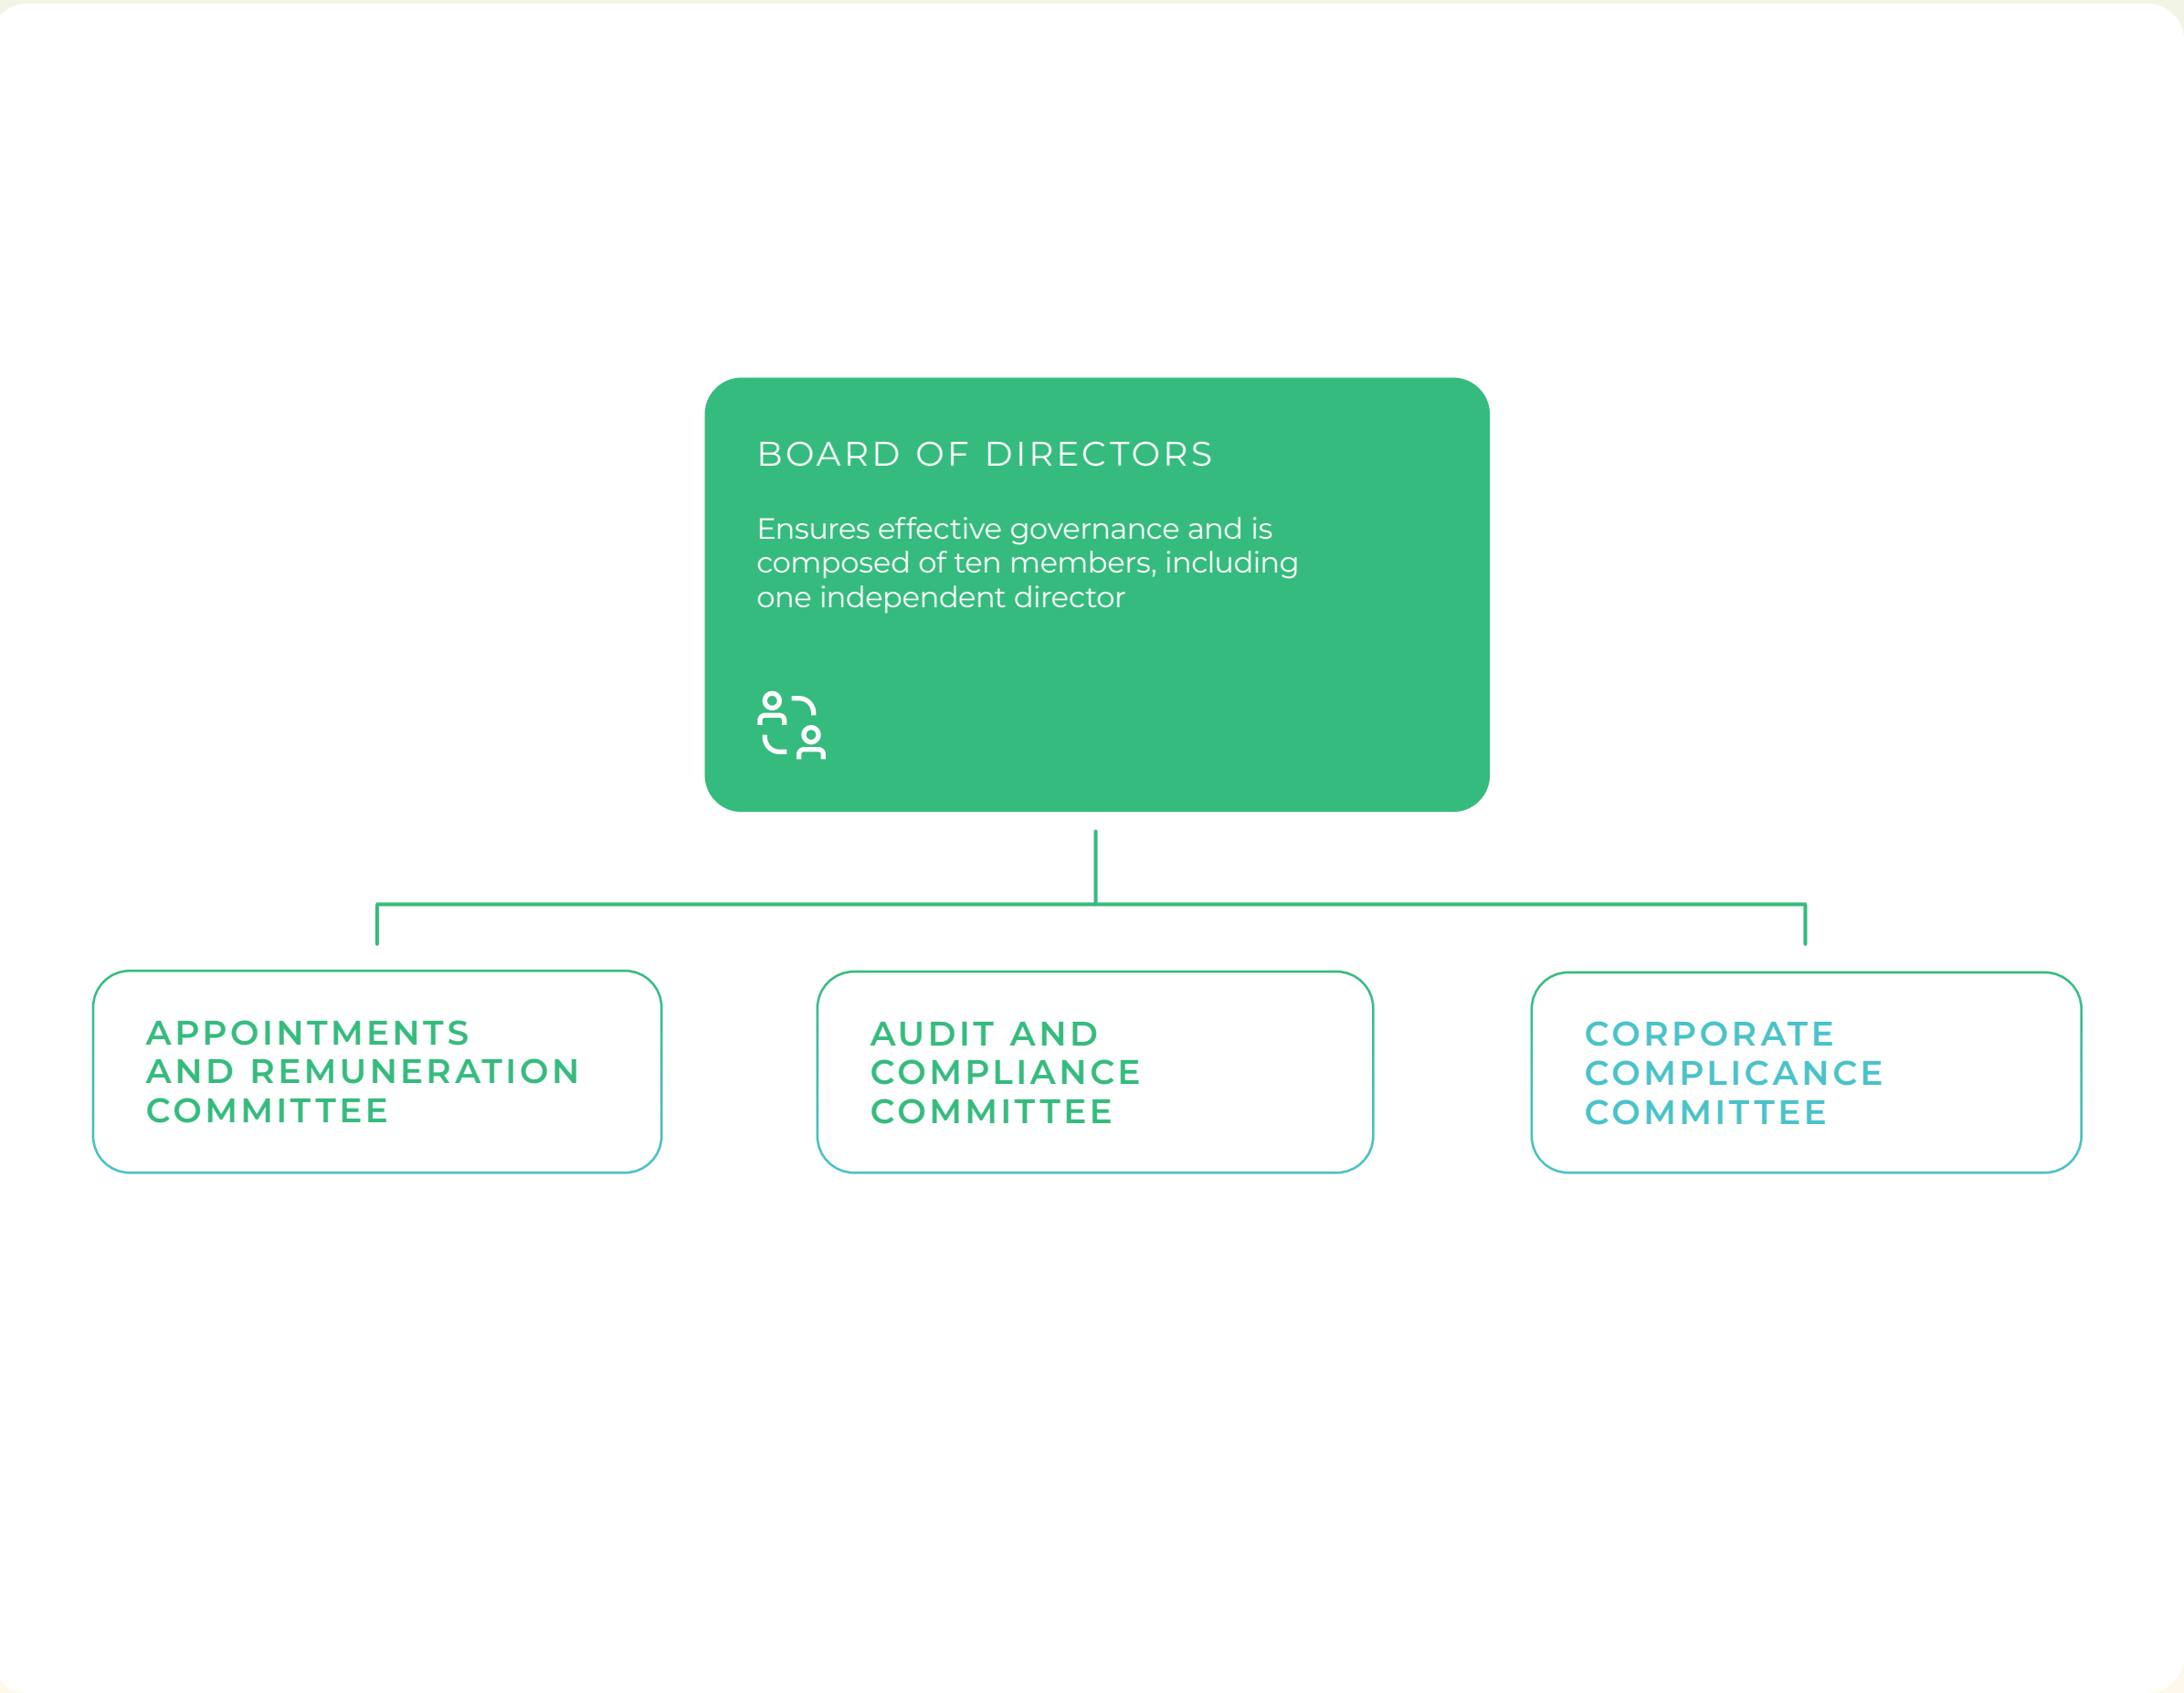 BOARD OF DIRECTORS
Ensures effective governance and is
composed of ten members, including
one independent director
APPOINTMENTS
AND REMUNERATION
COMMITTEE
AUDIT AND
COMPLIANCE
COMMITTEE
CORPORATE
COMPLICANCE
COMMITTEE